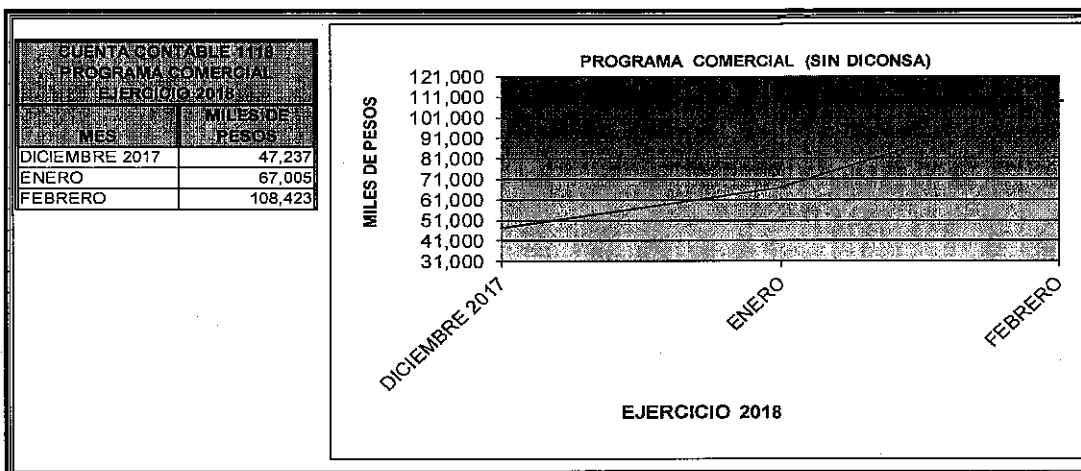 CUENTA CONTABLE 1118
PROGRAMA COMERCIAL
EJERCICIO 2018
MES MILES DE PESOS
DICIEMBRE 2017 47,237
ENERO 67,005
FEBRERO 108,423
PROGRAMA COMERCIAL (SIN DICONSA)
MILES DE PESOS
121,000
111,000
101,000
91,000
81,000
71,000
61,000
51,000
41,000
31,000
DICIEMBRE 2017
ENERO
FEBRERO
EJERCICIO 2018